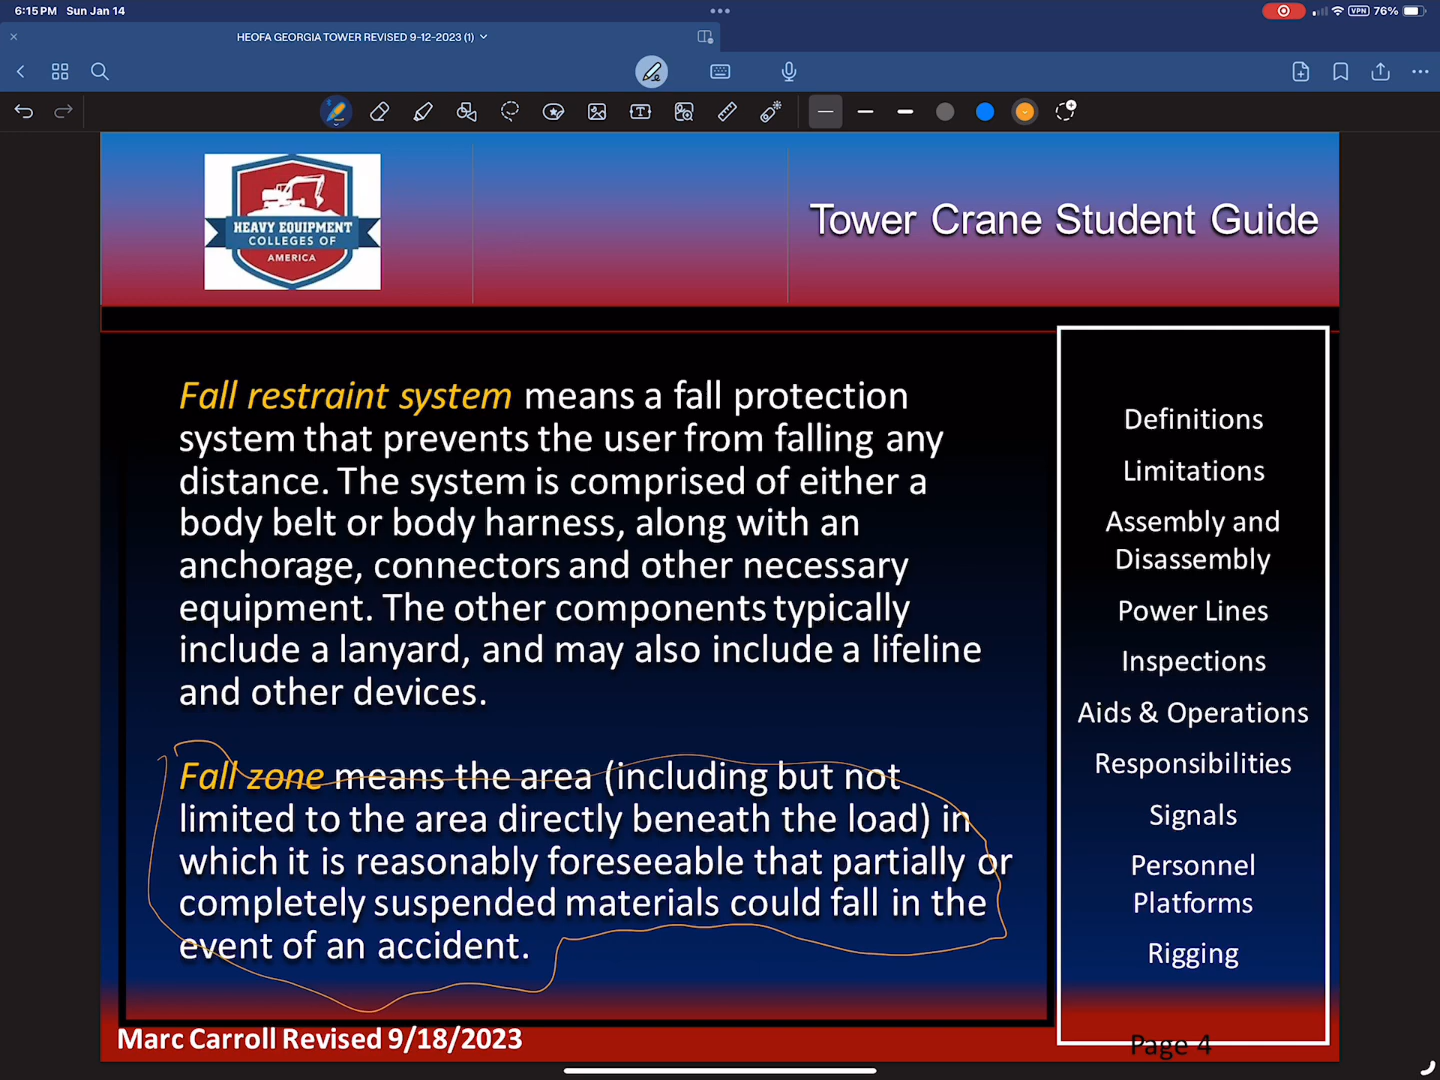 6:15 PM Sun Jan 14
VPN 76%
HEOFA GEORGIA TOWER REVISED 9-12-2023 (1)
HEAVY EQUIPMENT
COLLEGES OF
AMERICA
Tower Crane Student Guide
Fall restraint system means a fall protection
system that prevents the user from falling any
distance. The system is comprised of either a
body belt or body harness, along with an
anchorage, connectors and other necessary
equipment. The other components typically
include a lanyard, and may also include a lifeline
and other devices.
Fall zone means the area (including but not
limited to the area directly beneath the load) in
which it is reasonably foreseeable that partially or
completely suspended materials could fall in the
event of an accident.
Definitions
Limitations
Assembly and
Disassembly
Power Lines
Inspections
Aids & Operations
Responsibilities
Signals
Personnel
Platforms
Rigging
Marc Carroll Revised 9/18/2023
Page 4